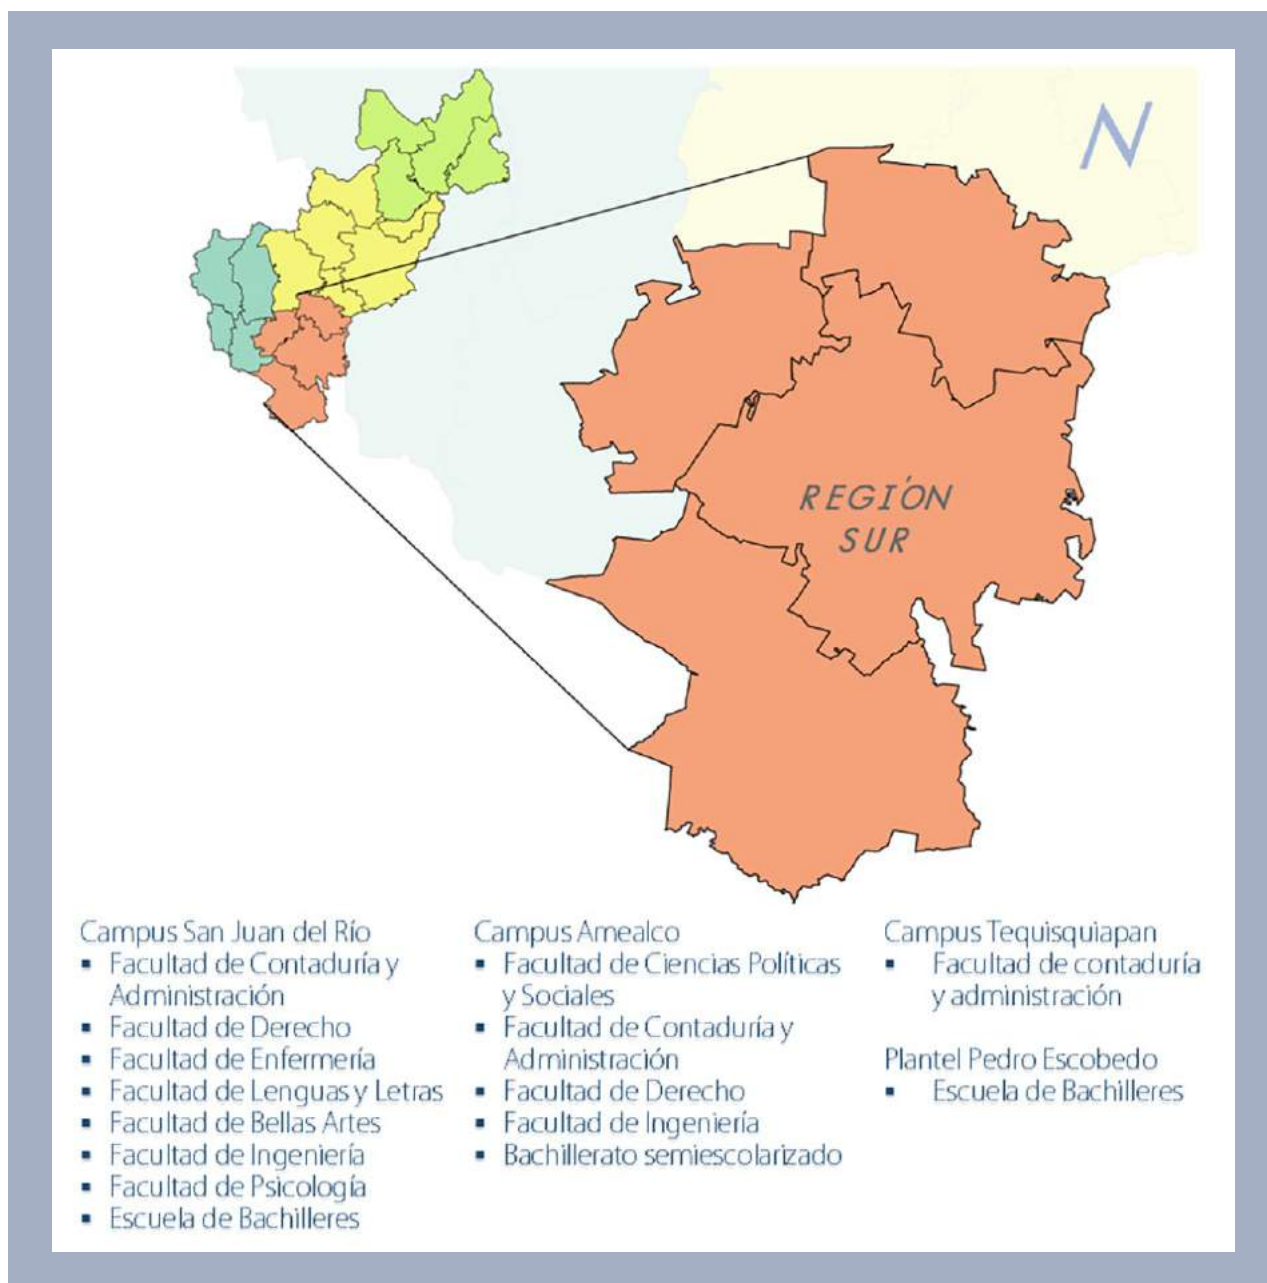 N
REGIÓN
SUR
Campus San Juan del Río
▪ Facultad de Contaduría y
Administración
▪ Facultad de Derecho
▪ Facultad de Enfermería
▪ Facultad de Lenguas y Letras
▪ Facultad de Bellas Artes
▪ Facultad de Ingeniería
▪ Facultad de Psicología
▪ Escuela de Bachilleres
Campus Amealco
▪ Facultad de Ciencias Políticas
y Sociales
▪ Facultad de Contaduría y
Administración
▪ Facultad de Derecho
▪ Facultad de Ingeniería
▪ Bachillerato semiescolarizado
Campus Tequisquiapan
▪ Facultad de contaduría
y administración
Plantel Pedro Escobedo
▪ Escuela de Bachilleres